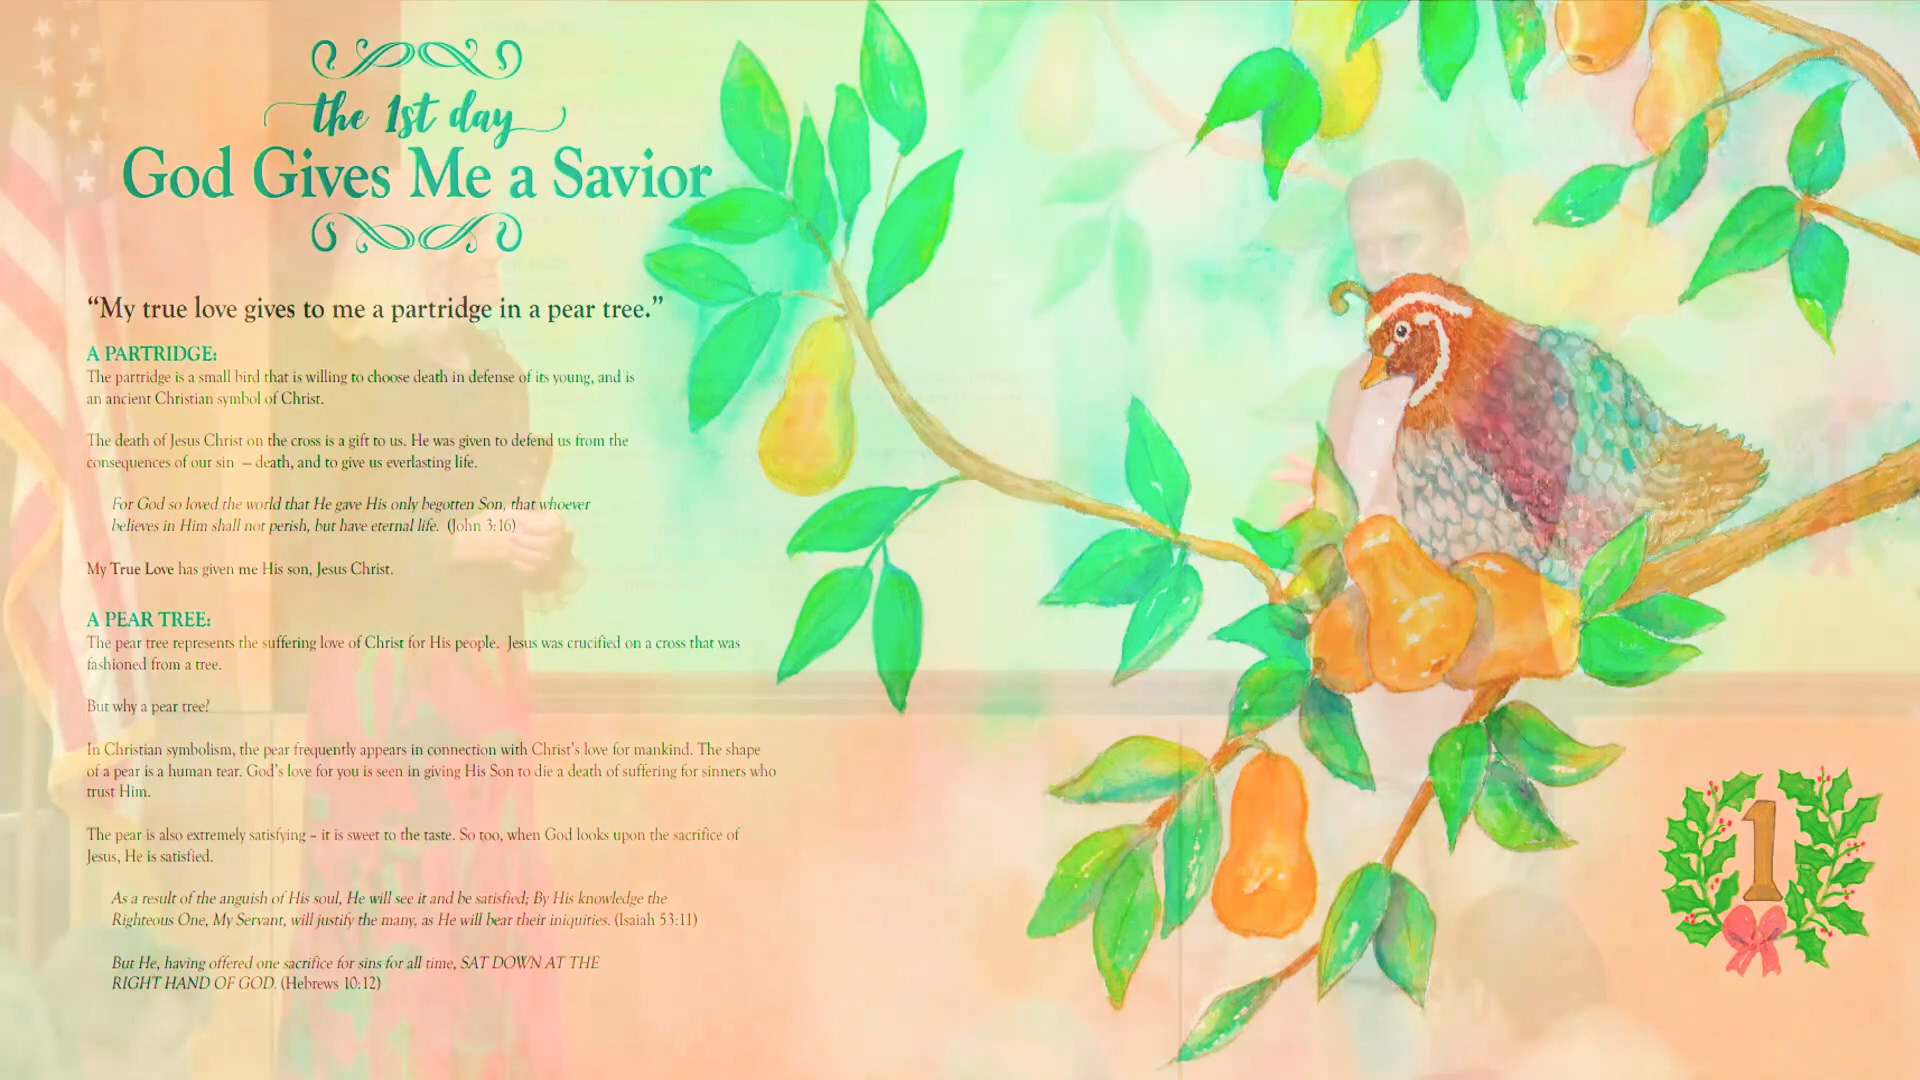 the 1st day
God Gives Me a Savior
“My true love gives to me a partridge in a pear tree.”
A PARTRIDGE:
The partridge is a small bird that is willing to choose death in defense of its young, and is
an ancient Christian symbol of Christ.
The death of Jesus Christ on the cross is a gift to us. He was given to defend us from the
consequences of our sin – death, and to give us everlasting life.
For God so loved the world that He gave His only begotten Son, that whoever
believes in Him shall not perish, but have eternal life. (John 3:16)
My True Love has given me His son, Jesus Christ.
A PEAR TREE:
The pear tree represents the suffering love of Christ for His people. Jesus was crucified on a cross that was
fashioned from a tree.
But why a pear tree?
In Christian symbolism, the pear frequently appears in connection with Christ's love for mankind. The shape
of a pear is a human tear. God's love for you is seen in giving His Son to die a death of suffering for sinners who
trust Him.
The pear is also extremely satisfying – it is sweet to the taste. So too, when God looks upon the sacrifice of
Jesus, He is satisfied.
As a result of the anguish of His soul, He will see it and be satisfied; By His knowledge the
Righteous One, My Servant, will justify the many, as He will bear their iniquities. (Isaiah 53:11)
But He, having offered one sacrifice for sins for all time, SAT DOWN AT THE
RIGHT HAND OF GOD. (Hebrews 10:12)
1